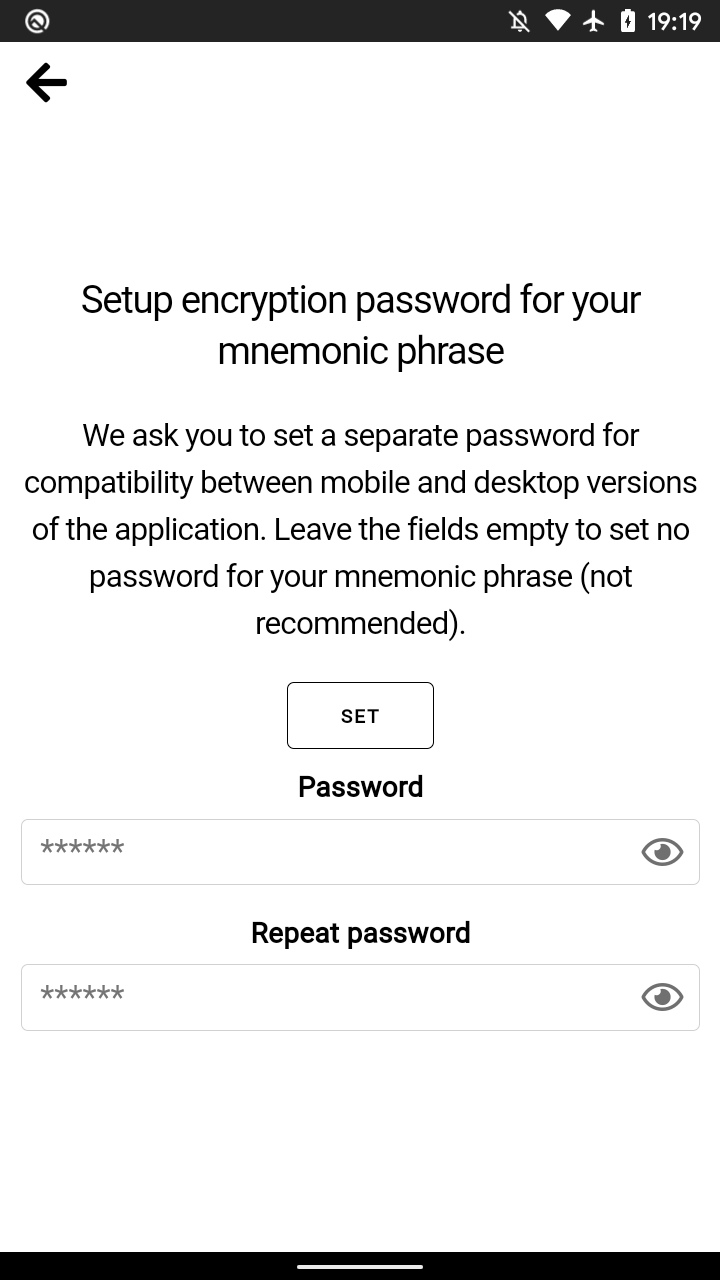 19:19
Setup encryption password for your
mnemonic phrase
We ask you to set a separate password for
compatibility between mobile and desktop versions
of the application. Leave the fields empty to set no
password for your mnemonic phrase (not
recommended).
SET
Password
******
Repeat password
******